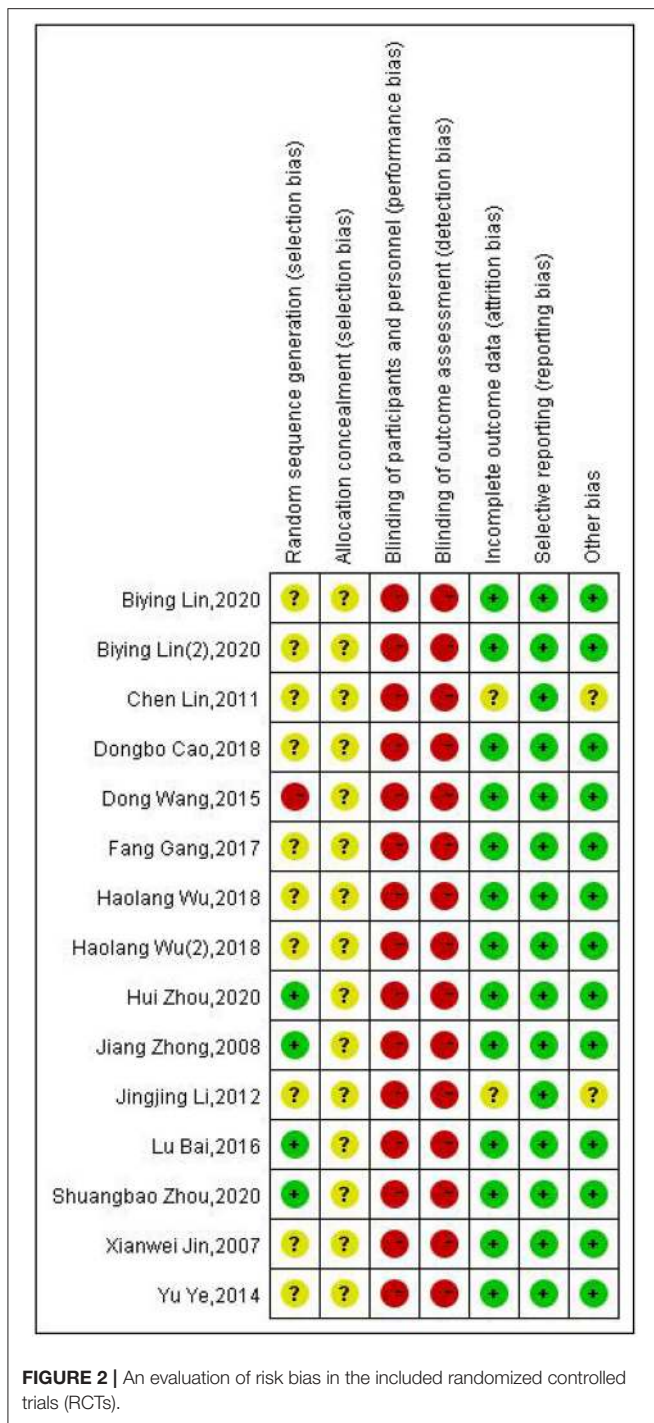 Random sequence generation (selection bias)
Allocation concealment (selection bias)
Blinding of participants and personnel (performance bias)
Blinding of outcome assessment (detection bias)
Incomplete outcome data (attrition bias)
Selective reporting (reporting bias)
Other bias
Biying Lin,2020 ? ? - - + + +
Biying Lin(2),2020 ? ? - - + + +
Chen Lin,2011 ? ? - - ? + ?
Dongbo Cao,2018 ? ? - - + + +
Dong Wang,2015 - ? - - + + +
Fang Gang,2017 ? ? - - + + +
Haolang Wu,2018 ? ? - - + + +
Haolang Wu(2),2018 ? ? - - + + +
Hui Zhou,2020 + ? - - + + +
Jiang Zhong,2008 + ? - - + + +
Jingjing Li,2012 ? ? - - ? + ?
Lu Bai,2016 + ? - - + + +
Shuangbao Zhou,2020 + ? - - + + +
Xianwei Jin,2007 ? ? - - + + +
Yu Ye,2014 ? ? - - + + +
FIGURE 2 | An evaluation of risk bias in the included randomized controlled
trials (RCTs).